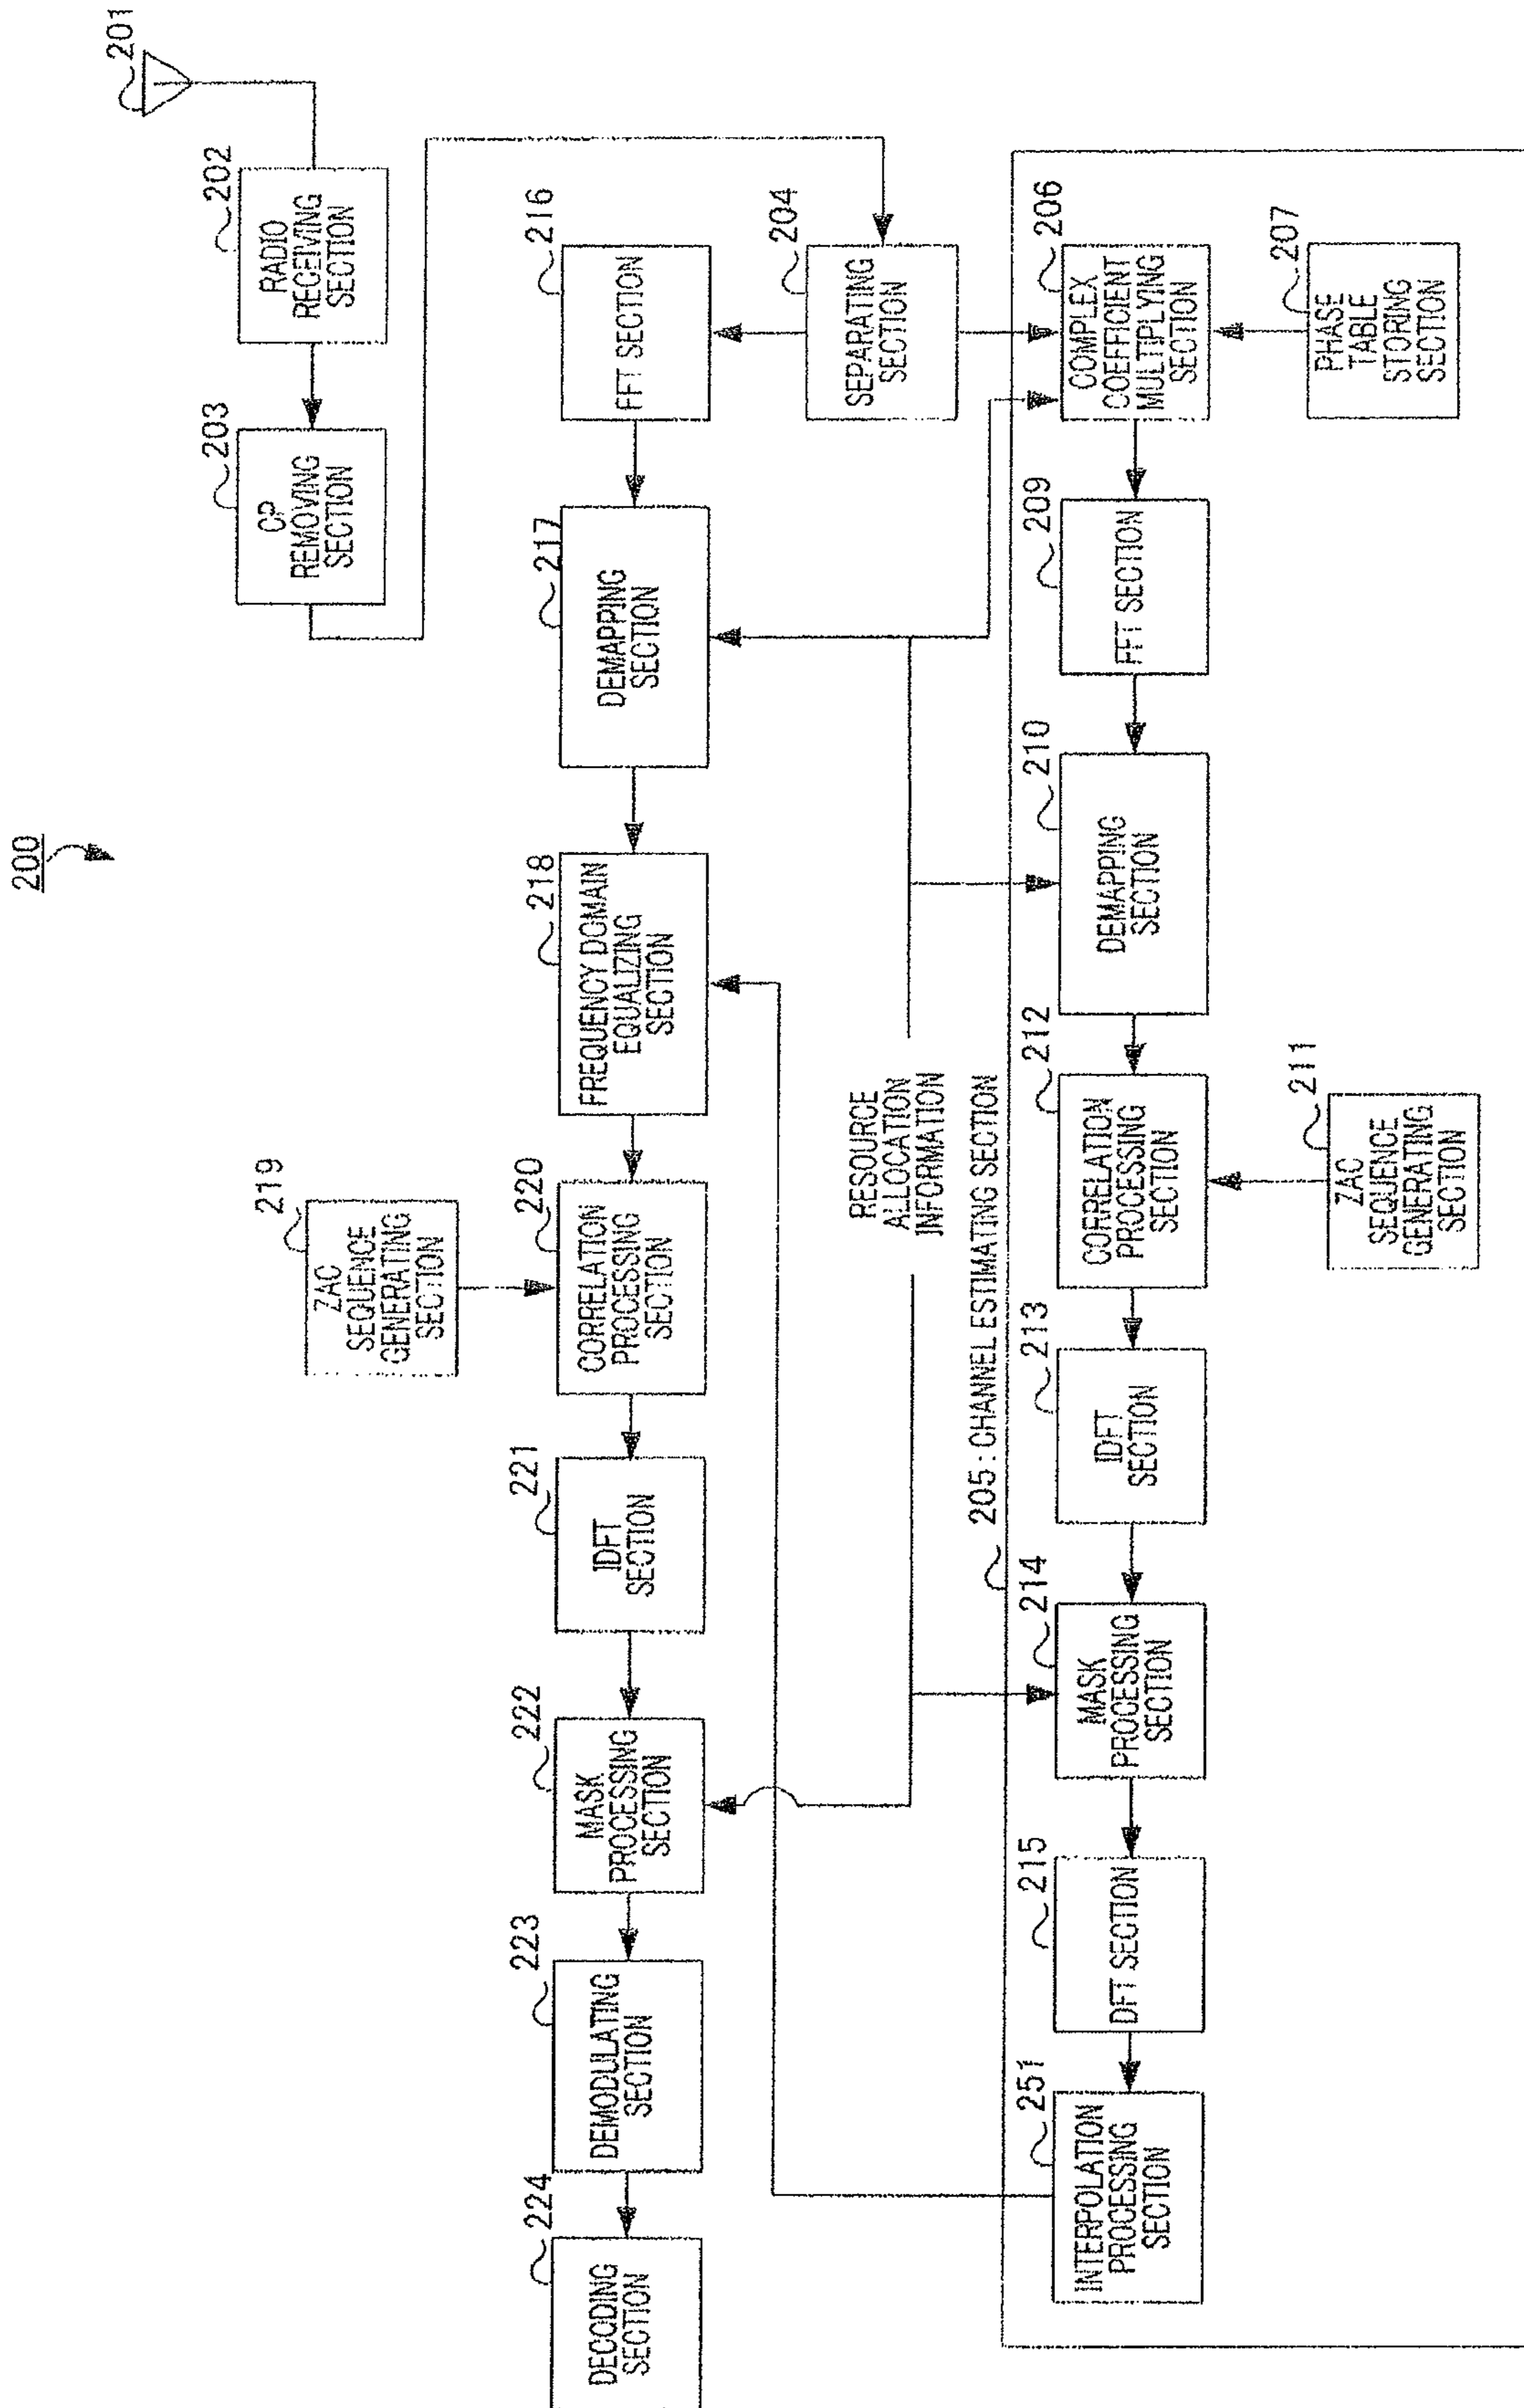 200
201
202
RADIO
RECEIVING
SECTION
203
CP
REMOVING
SECTION
216
FFT SECTION
204
SEPARATING
SECTION
206
COMPLEX
COEFFICIENT
MULTIPLYING
SECTION
207
PHASE
TABLE
STORING
SECTION
217
DEMAPPING
SECTION
209
FFT SECTION
210
DEMAPPING
SECTION
218
FREQUENCY DOMAIN
EQUALIZING
SECTION
RESOURCE
ALLOCATION
INFORMATION
205 : CHANNEL ESTIMATING SECTION
212
CORRELATION
PROCESSING
SECTION
211
ZAC
SEQUENCE
GENERATING
SECTION
219
ZAC
SEQUENCE
GENERATING
SECTION
220
CORRELATION
PROCESSING
SECTION
213
IDFT
SECTION
221
IDFT
SECTION
214
MASK
PROCESSING
SECTION
222
MASK
PROCESSING
SECTION
215
DFT SECTION
223
DEMODULATING
SECTION
251
INTERPOLATION
PROCESSING
SECTION
224
DECODING
SECTION